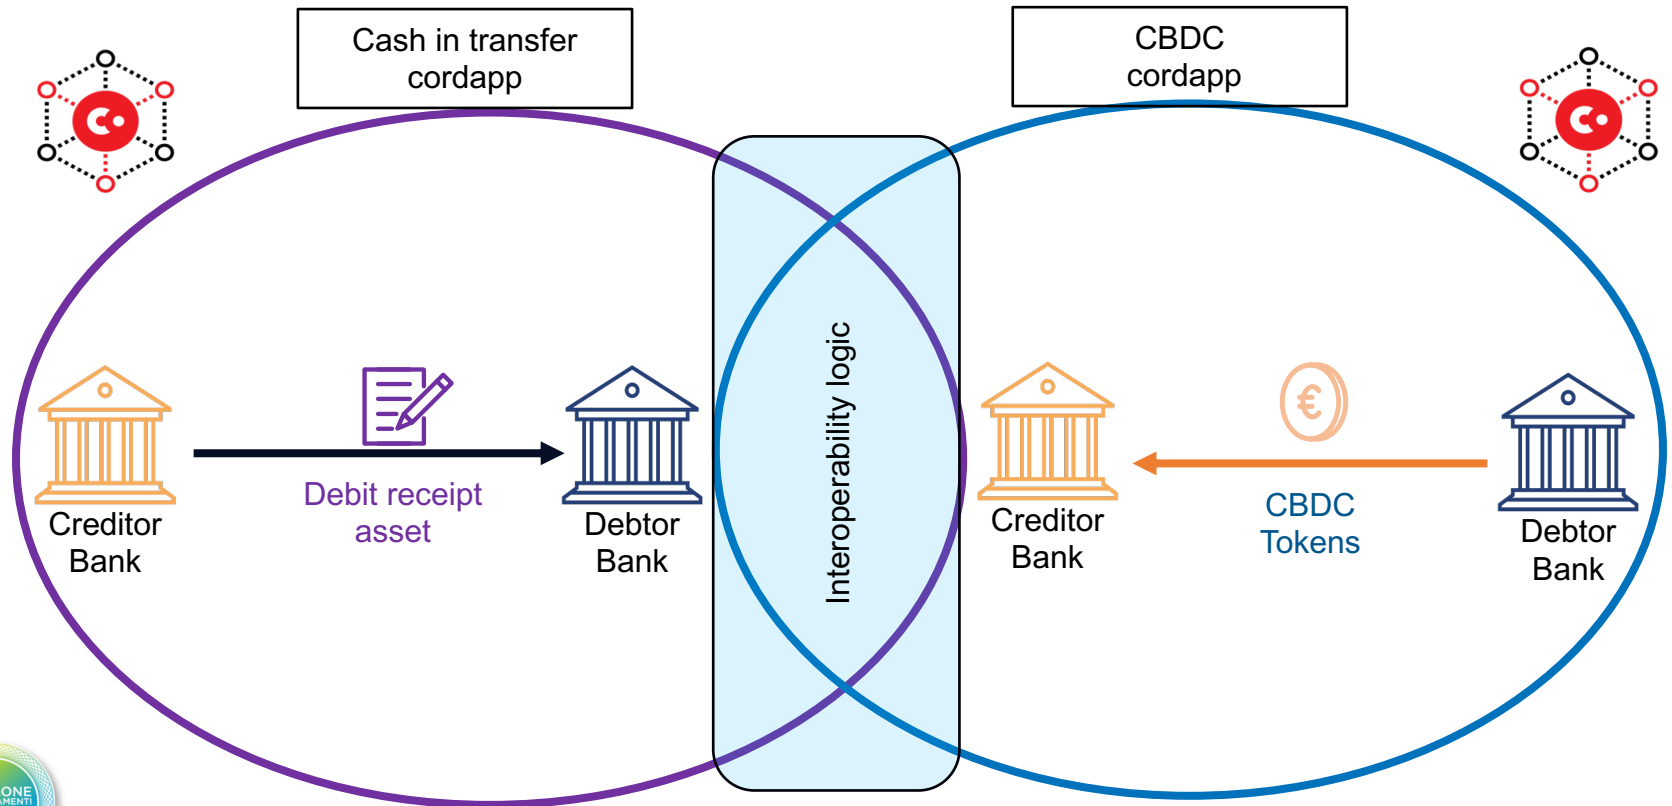 Cash in transfer
cordapp
CBDC
cordapp
Interoperability logic
Debit receipt
asset
Creditor
Bank
Debtor
Bank
Creditor
Bank
CBDC
Tokens
€
Debtor
Bank